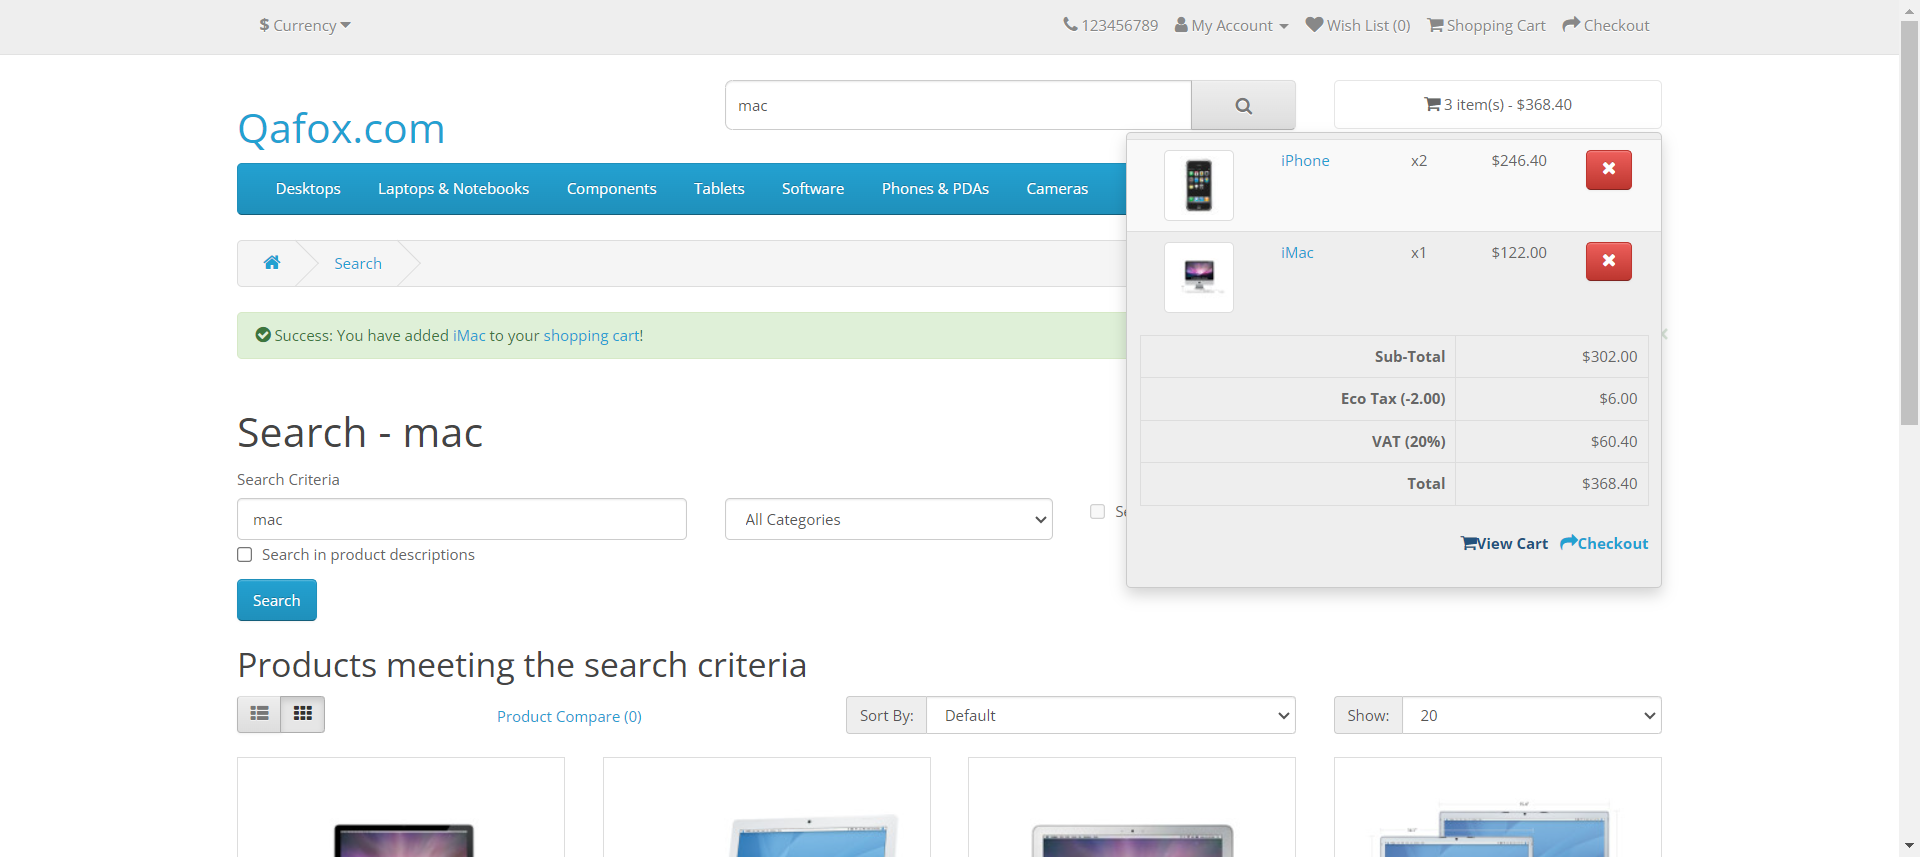 $ Currency
123456789 My Account Wish List (0) Shopping Cart Checkout
mac
3 item(s) - $368.40
Qafox.com
Desktops Laptops & Notebooks Components Tablets Software Phones & PDAs Cameras
iPhone x2 $246.40
iMac x1 $122.00
Sub-Total $302.00
Eco Tax (-2.00) $6.00
VAT (20%) $60.40
Total $368.40
View Cart Checkout
Search
Success: You have added iMac to your shopping cart!
Search - mac
Search Criteria
mac
All Categories
Search in product descriptions
Search
Products meeting the search criteria
Product Compare (0)
Sort By: Default
Show: 20